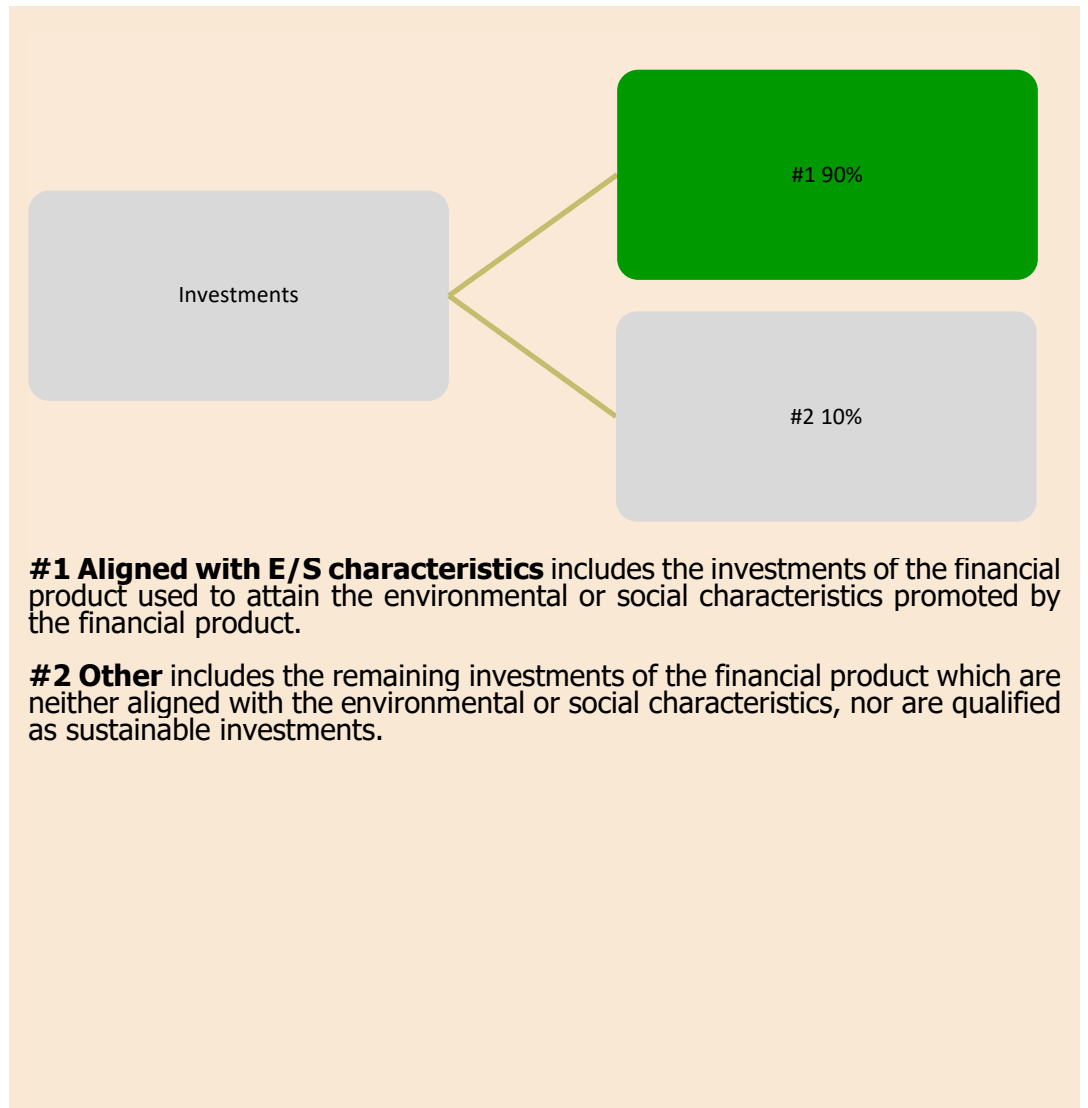 #1 90%
Investments
#2 10%
#1 Aligned with E/S characteristics includes the investments of the financial
product used to attain the environmental or social characteristics promoted by
the financial product.
#2 Other includes the remaining investments of the financial product which are
neither aligned with the environmental or social characteristics, nor are qualified
as sustainable investments.